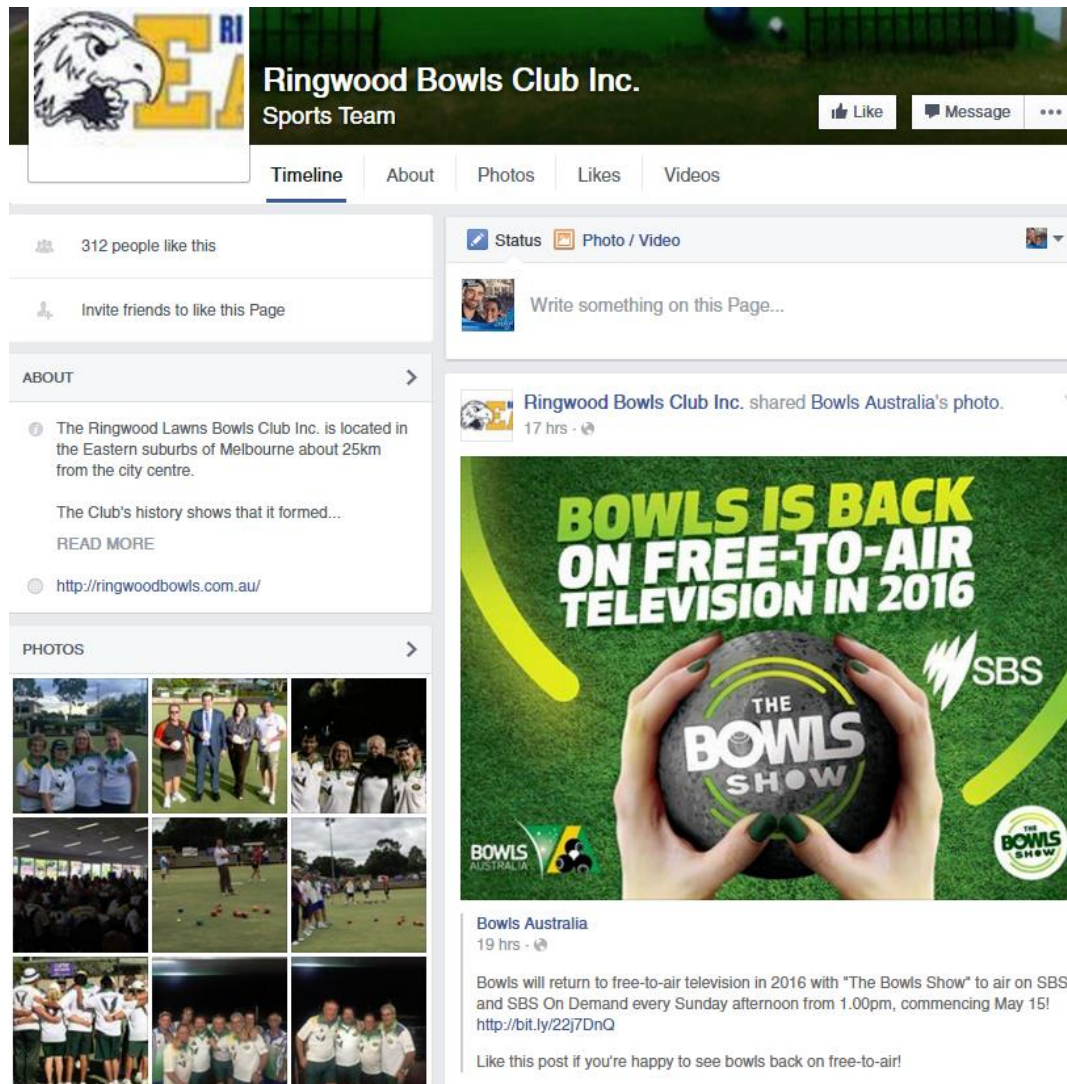 RI
EA
Ringwood Bowls Club Inc.
Sports Team
Like
Message
Timeline
About
Photos
Likes
Videos
312 people like this
Invite friends to like this Page
ABOUT
The Ringwood Lawns Bowls Club Inc. is located in
the Eastern suburbs of Melbourne about 25km
from the city centre.
The Club's history shows that it formed...
READ MORE
http://ringwoodbowls.com.au/
PHOTOS
Status
Photo / Video
Write something on this Page...
Ringwood Bowls Club Inc. shared Bowls Australia's photo.
17 hrs ·
BOWLS IS BACK
ON FREE-TO-AIR
TELEVISION IN 2016
SBS
THE
BOWLS
SHOW
BOWLS
AUSTRALIA
THE
BOWLS
SHOW
Bowls Australia
19 hrs ·
Bowls will return to free-to-air television in 2016 with "The Bowls Show" to air on SBS
and SBS On Demand every Sunday afternoon from 1.00pm, commencing May 15!
http://bit.ly/22j7DnQ
Like this post if you're happy to see bowls back on free-to-air!